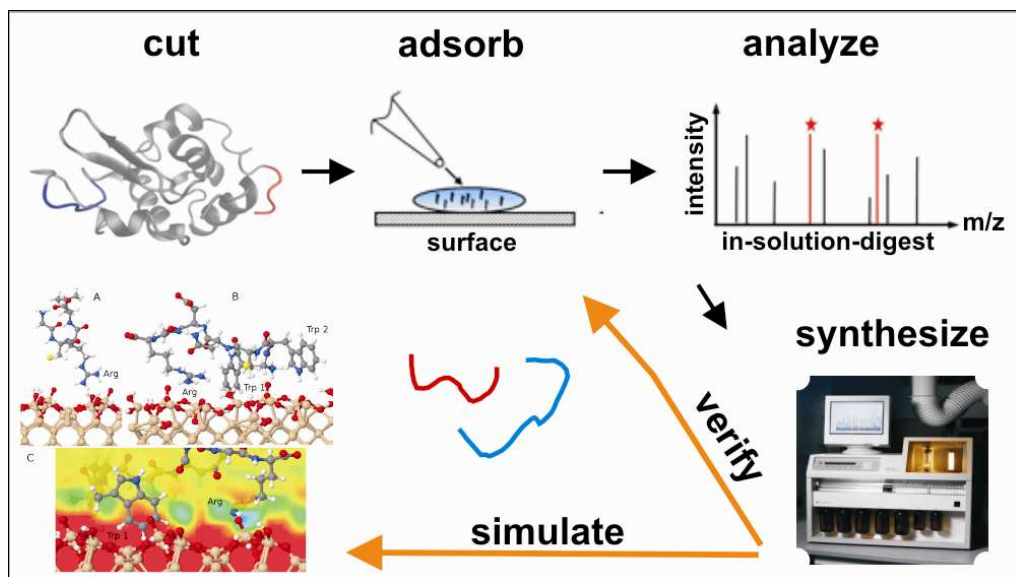 cut
adsorb
analyze
intensity
m/z
in-solution-digest
surface
synthesize
A
B
Trp 2
Arg
Arg
Trp 1
C
Arg
Trp 1
verify
simulate